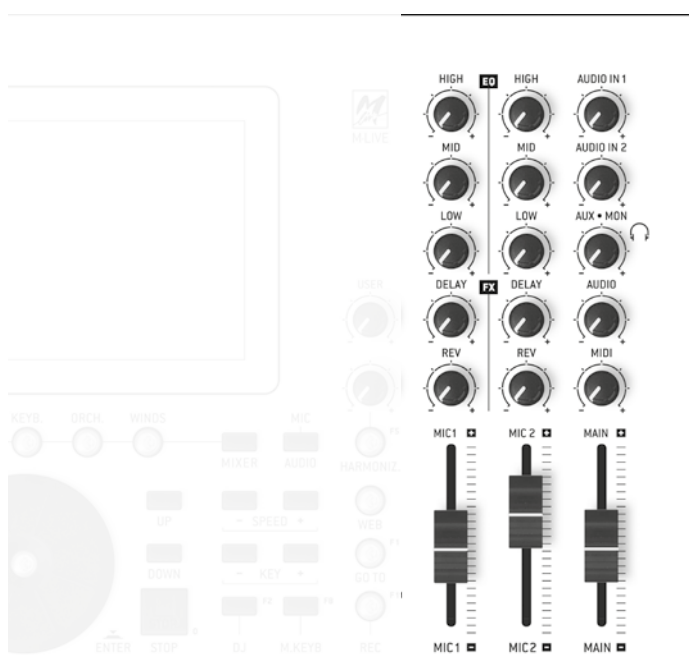 HIGH EQ HIGH AUDIO IN 1
- + - + - +
MID MID AUDIO IN 2
- + - + - +
LOW LOW AUX • MON
- + - + - +
DELAY FX DELAY AUDIO
- + - + - +
REV REV MIDI
- + - + - +
MIC1 + MIC 2 + MAIN +
MIC1 - MIC2 - MAIN -
M LIVE
USER
KEYB. ORCH. WINDS MIC
MIXER AUDIO HARMONIZ.
UP - SPEED + WEB
DOWN - KEY + GO TO
ENTER STOP DJ M.KEYB REC